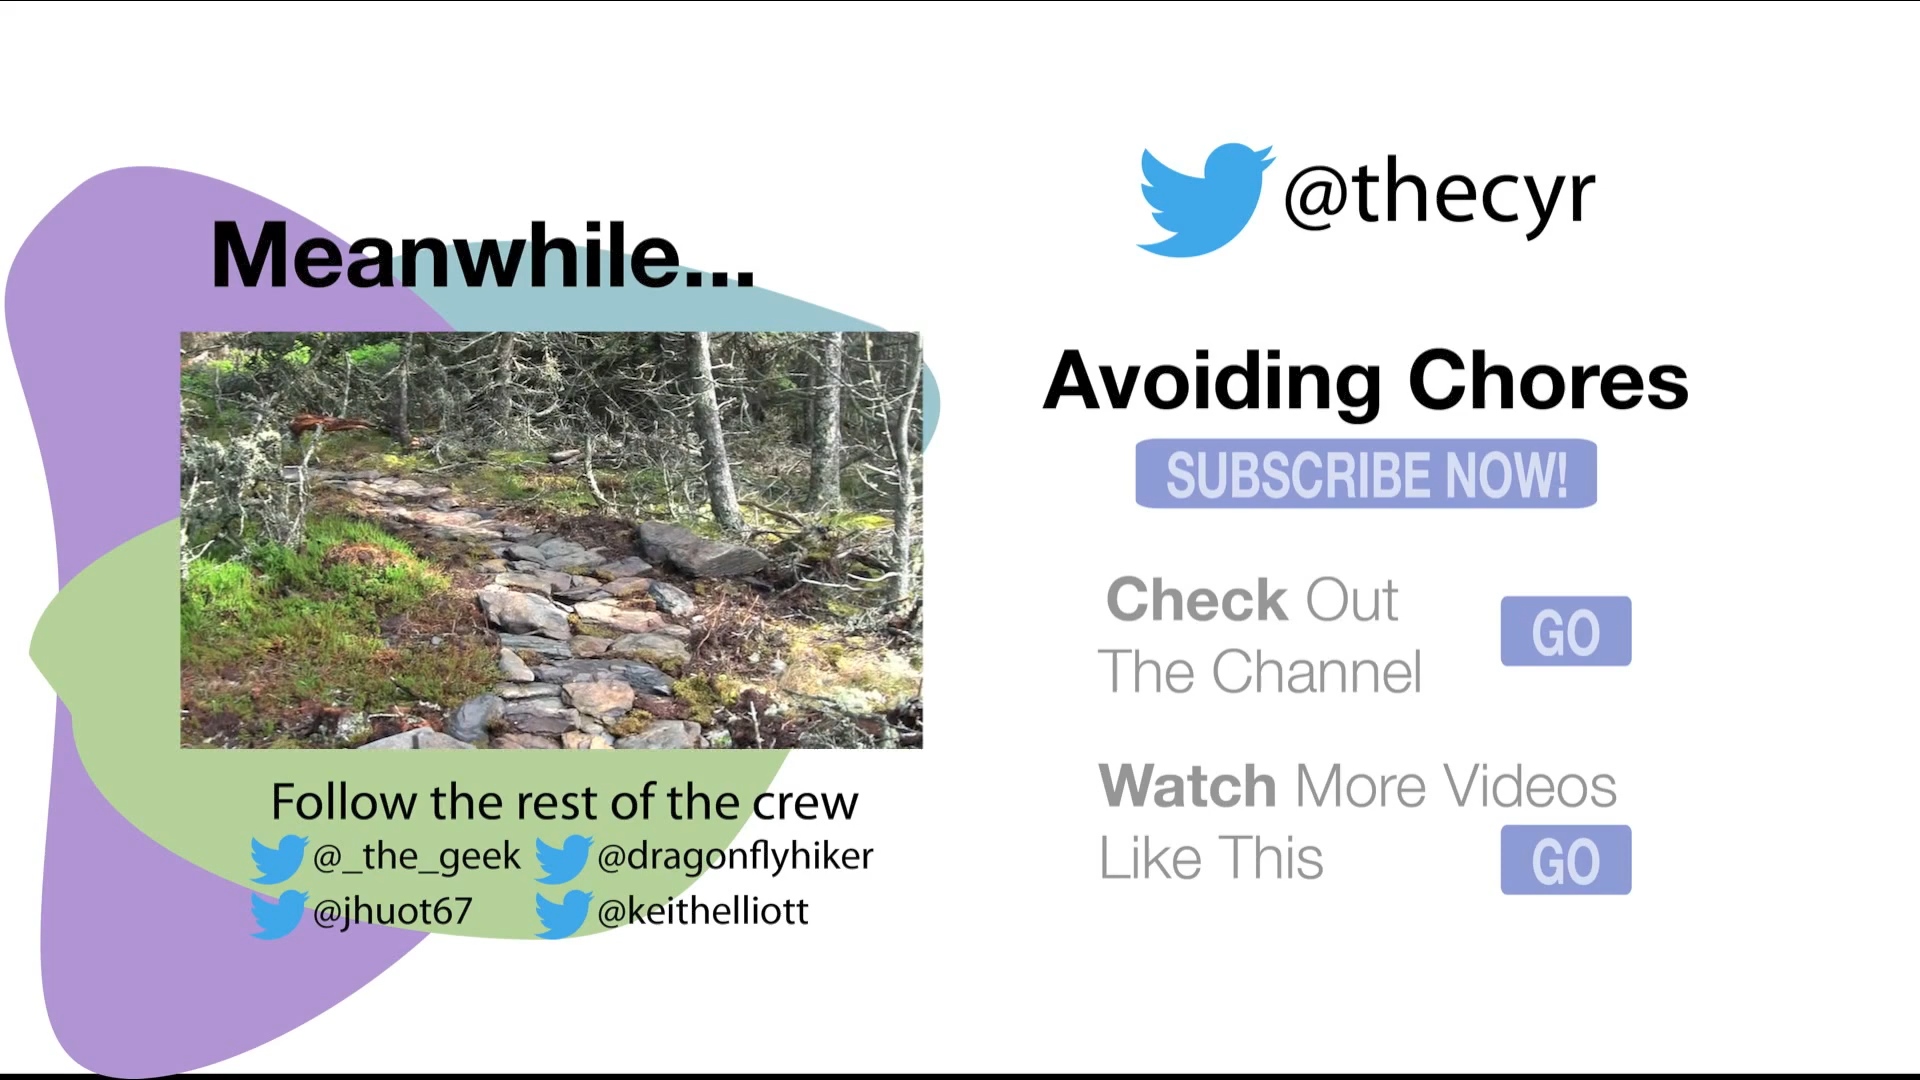 Meanwhile...
Follow the rest of the crew
@_the_geek @dragonflyhiker
@jhuot67 @keithelliott
@thecyr
Avoiding Chores
SUBSCRIBE NOW!
Check Out
The Channel
GO
Watch More Videos
Like This
GO